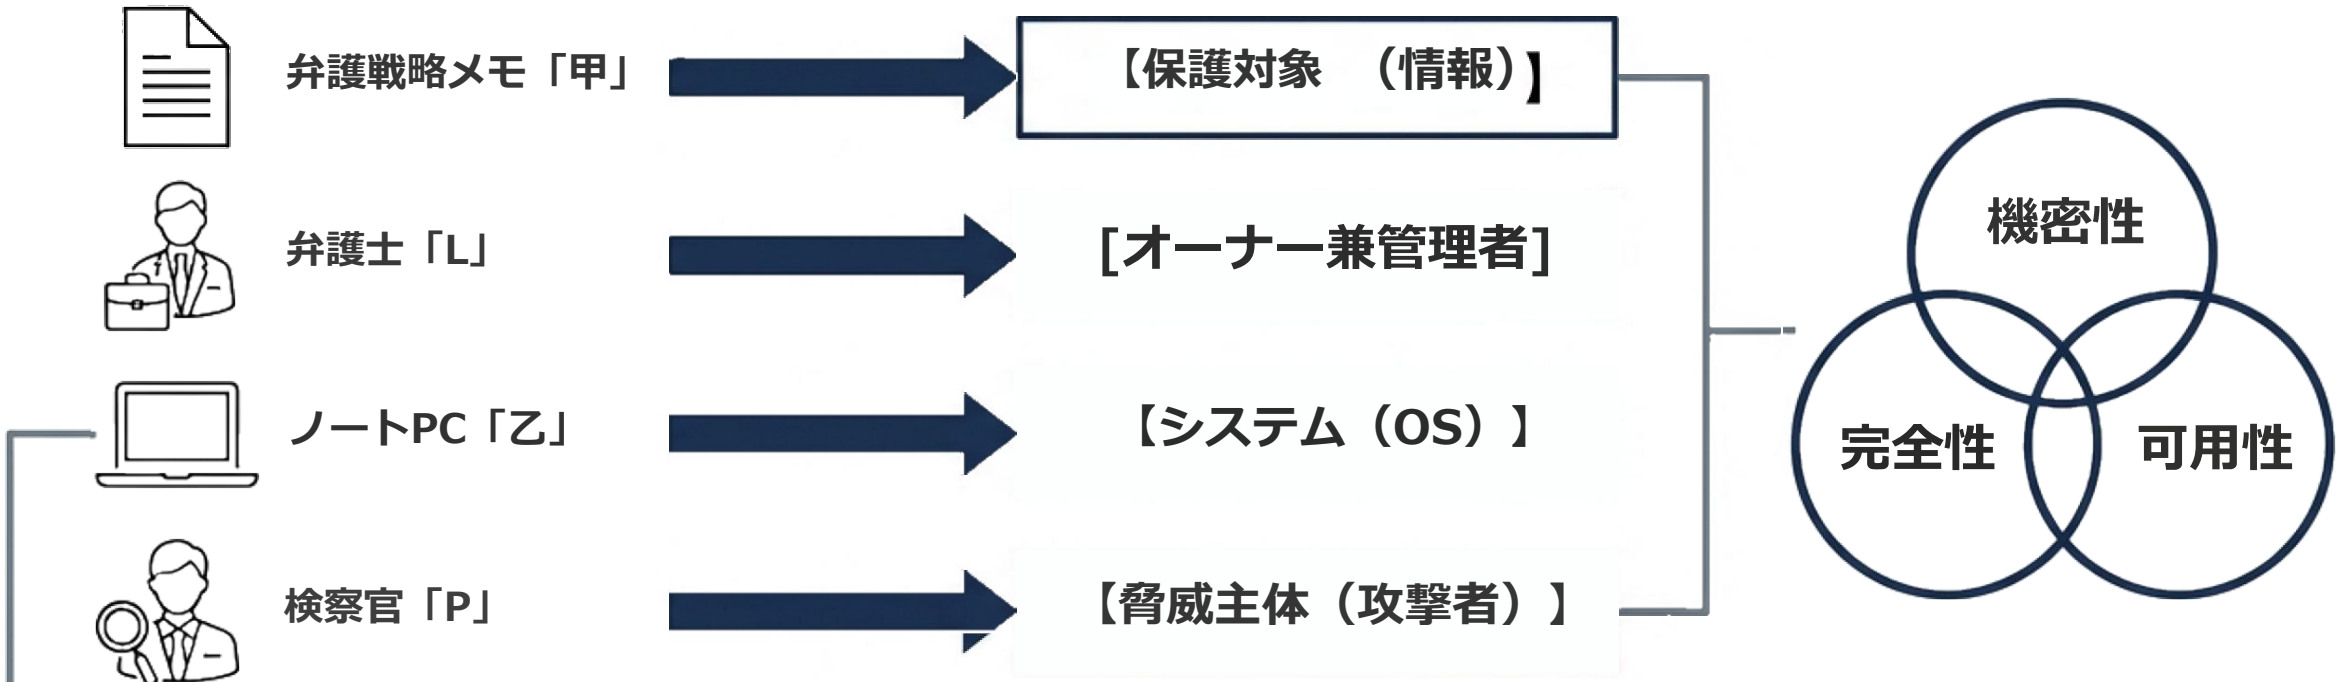 弁護戦略メモ「甲」
【保護対象　（情報）】
弁護士「L」
[オーナー兼管理者]
ノートPC「乙」
【システム（OS）】
検察官「P」
【脅威主体（攻撃者）】
機密性
完全性
可用性